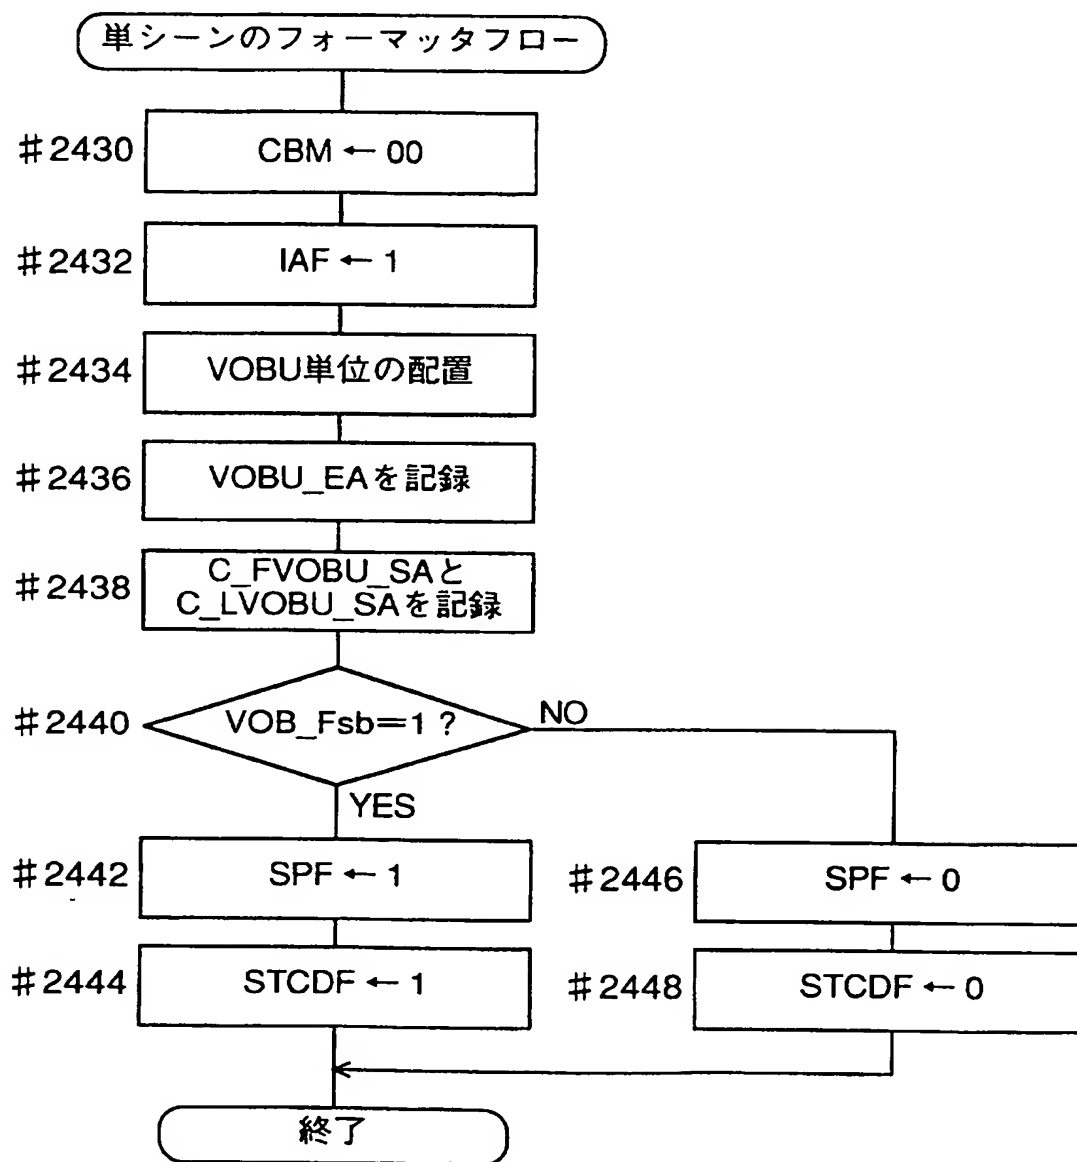 単シーンのフォーマッタフロー
#2430
CBM ← 00
#2432
IAF ← 1
#2434
VOBU単位の配置
#2436
VOBU_EAを記録
#2438
C_FVOBU_SAと
C_LVOBU_SAを記録
#2440
VOB_Fsb=1 ?
NO
YES
#2442
SPF ← 1
#2446
SPF ← 0
#2444
STCDF ← 1
#2448
STCDF ← 0
終了